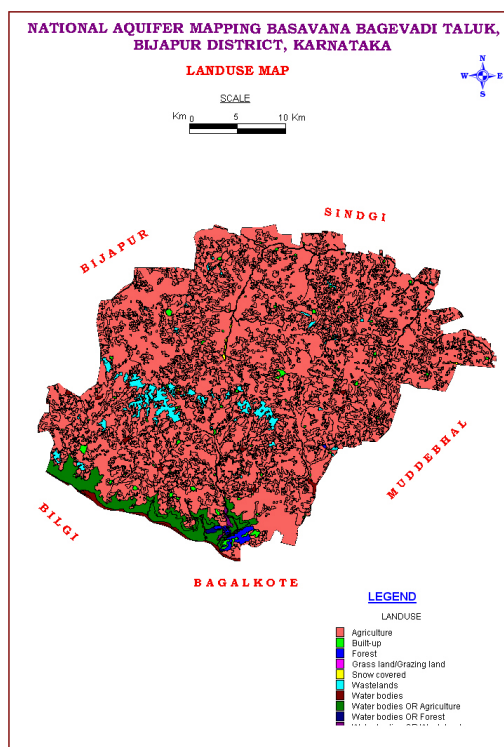 NATIONAL AQUIFER MAPPING BASAVANA BAGEVADI TALUK,
BIJAPUR DISTRICT, KARNATAKA
LANDUSE MAP
N
W E
S
SCALE
Km 0 5 10 Km
SINDGI
BIJAPUR
MUDDEBHAL
BILGI
BAGALKOTE
LEGEND
LANDUSE
Agriculture
Built-up
Forest
Grass land/Grazing land
Snow covered
Wastelands
Water bodies
Water bodies OR Agriculture
Water bodies OR Forest